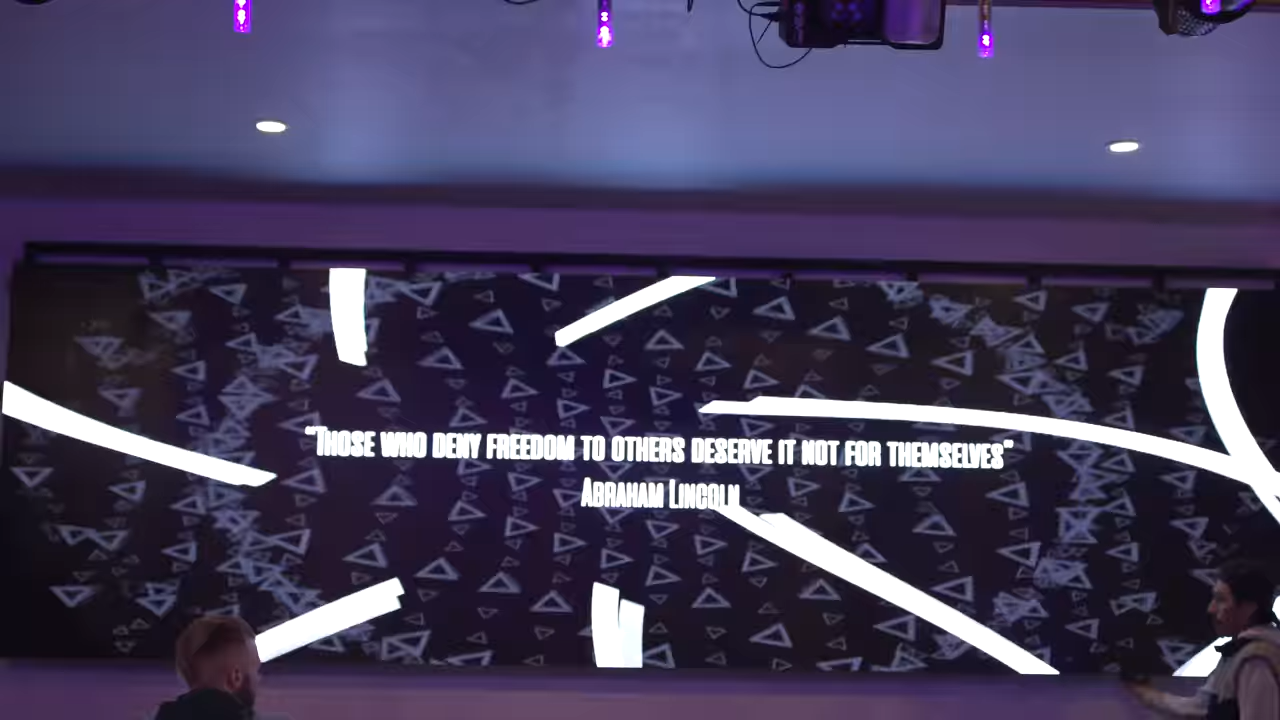 “Those who deny freedom to others deserve it not for themselves”
Abraham Lincoln